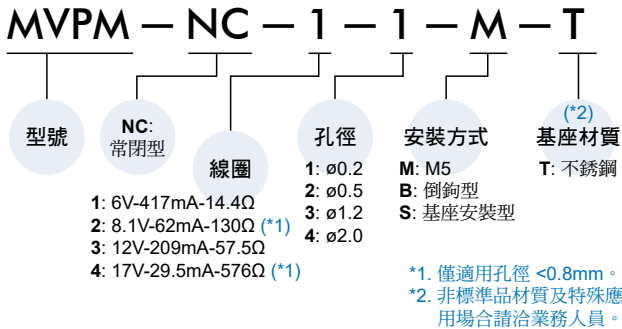 MVPM — NC — 1 — 1 — M — T
型號
NC:
常閉型
線圈
1: 6V-417mA-14.4Ω
2: 8.1V-62mA-130Ω (*1)
3: 12V-209mA-57.5Ω
4: 17V-29.5mA-576Ω (*1)
孔徑
1: ø0.2
2: ø0.5
3: ø1.2
4: ø2.0
安裝方式
M: M5
B: 倒鉤型
S: 基座安裝型
(*2)
基座材質
T: 不銹鋼
*1. 僅適用孔徑 <0.8mm。
*2. 非標準品材質及特殊應
用場合請洽業務人員。